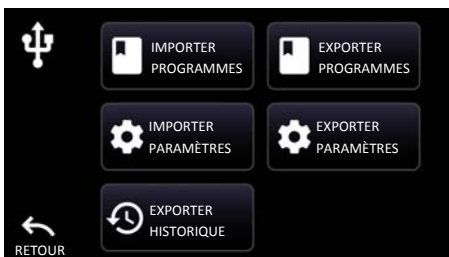 IMPORTER
PROGRAMMES
EXPORTER
PROGRAMMES
IMPORTER
PARAMÈTRES
EXPORTER
PARAMÈTRES
EXPORTER
HISTORIQUE
RETOUR